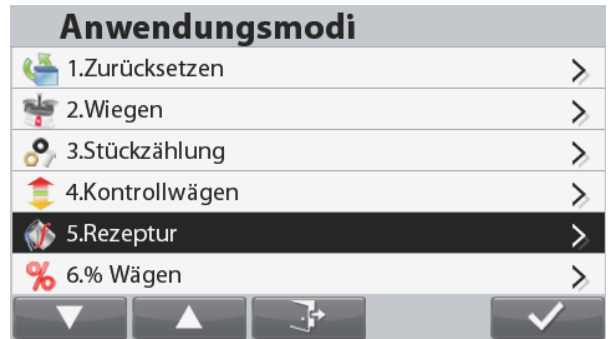 Anwendungsmodi
1.Zurücksetzen
2.Wiegen
3.Stückzählung
4.Kontrollwägen
5.Rezeptur
6.% Wägen